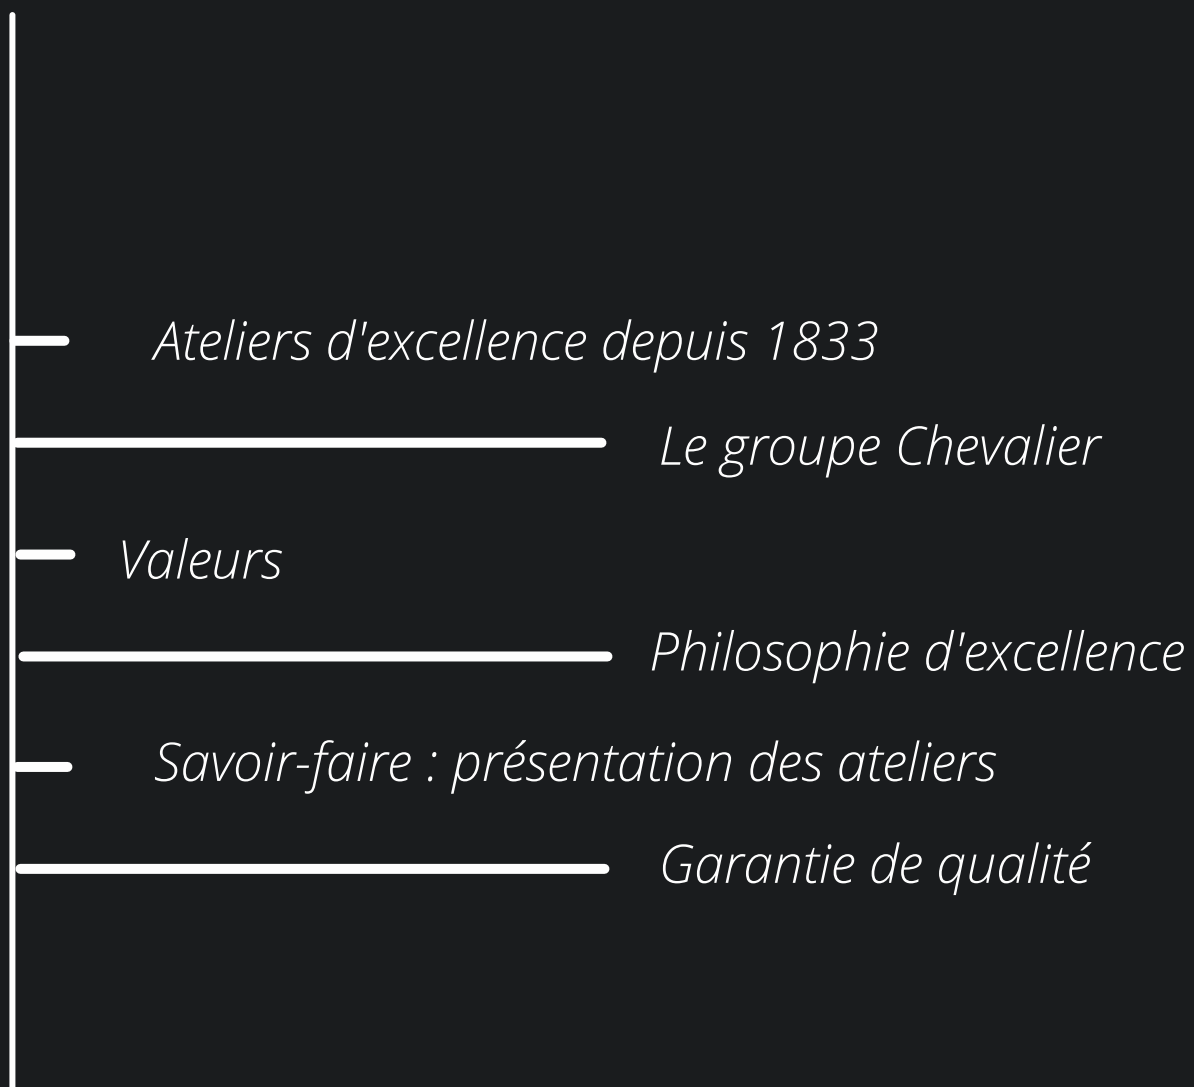 Ateliers d'excellence depuis 1833
Le groupe Chevalier
Valeurs
Philosophie d'excellence
Savoir-faire : présentation des ateliers
Garantie de qualité